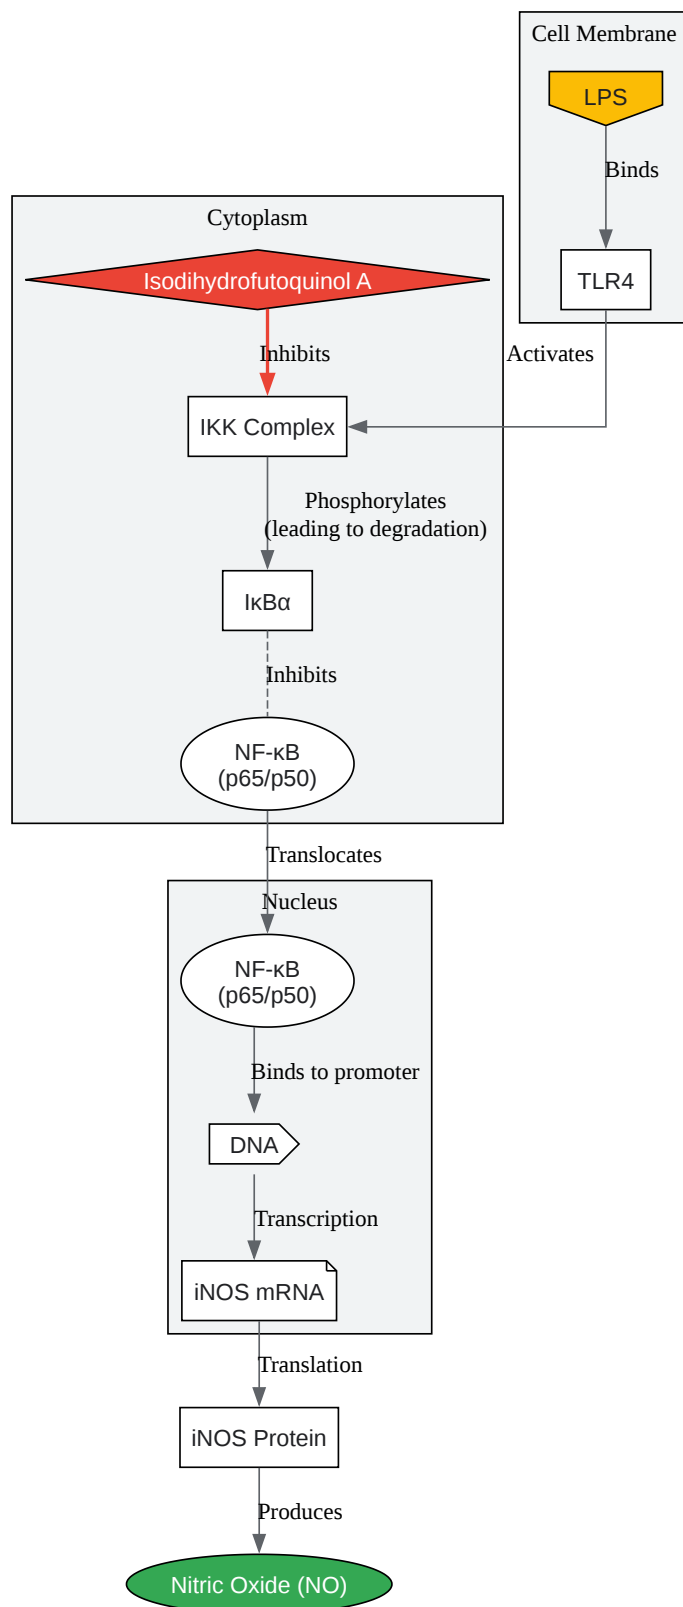 Cell Membrane
LPS
Binds
TLR4
Activates
Cytoplasm
Isodihydrofutoquinol A
Inhibits
IKK Complex
Phosphorylates
(leading to degradation)
IκBα
Inhibits
NF-κB
(p65/p50)
Translocates
Nucleus
NF-κB
(p65/p50)
Binds to promoter
DNA
Transcription
iNOS mRNA
Translation
iNOS Protein
Produces
Nitric Oxide (NO)